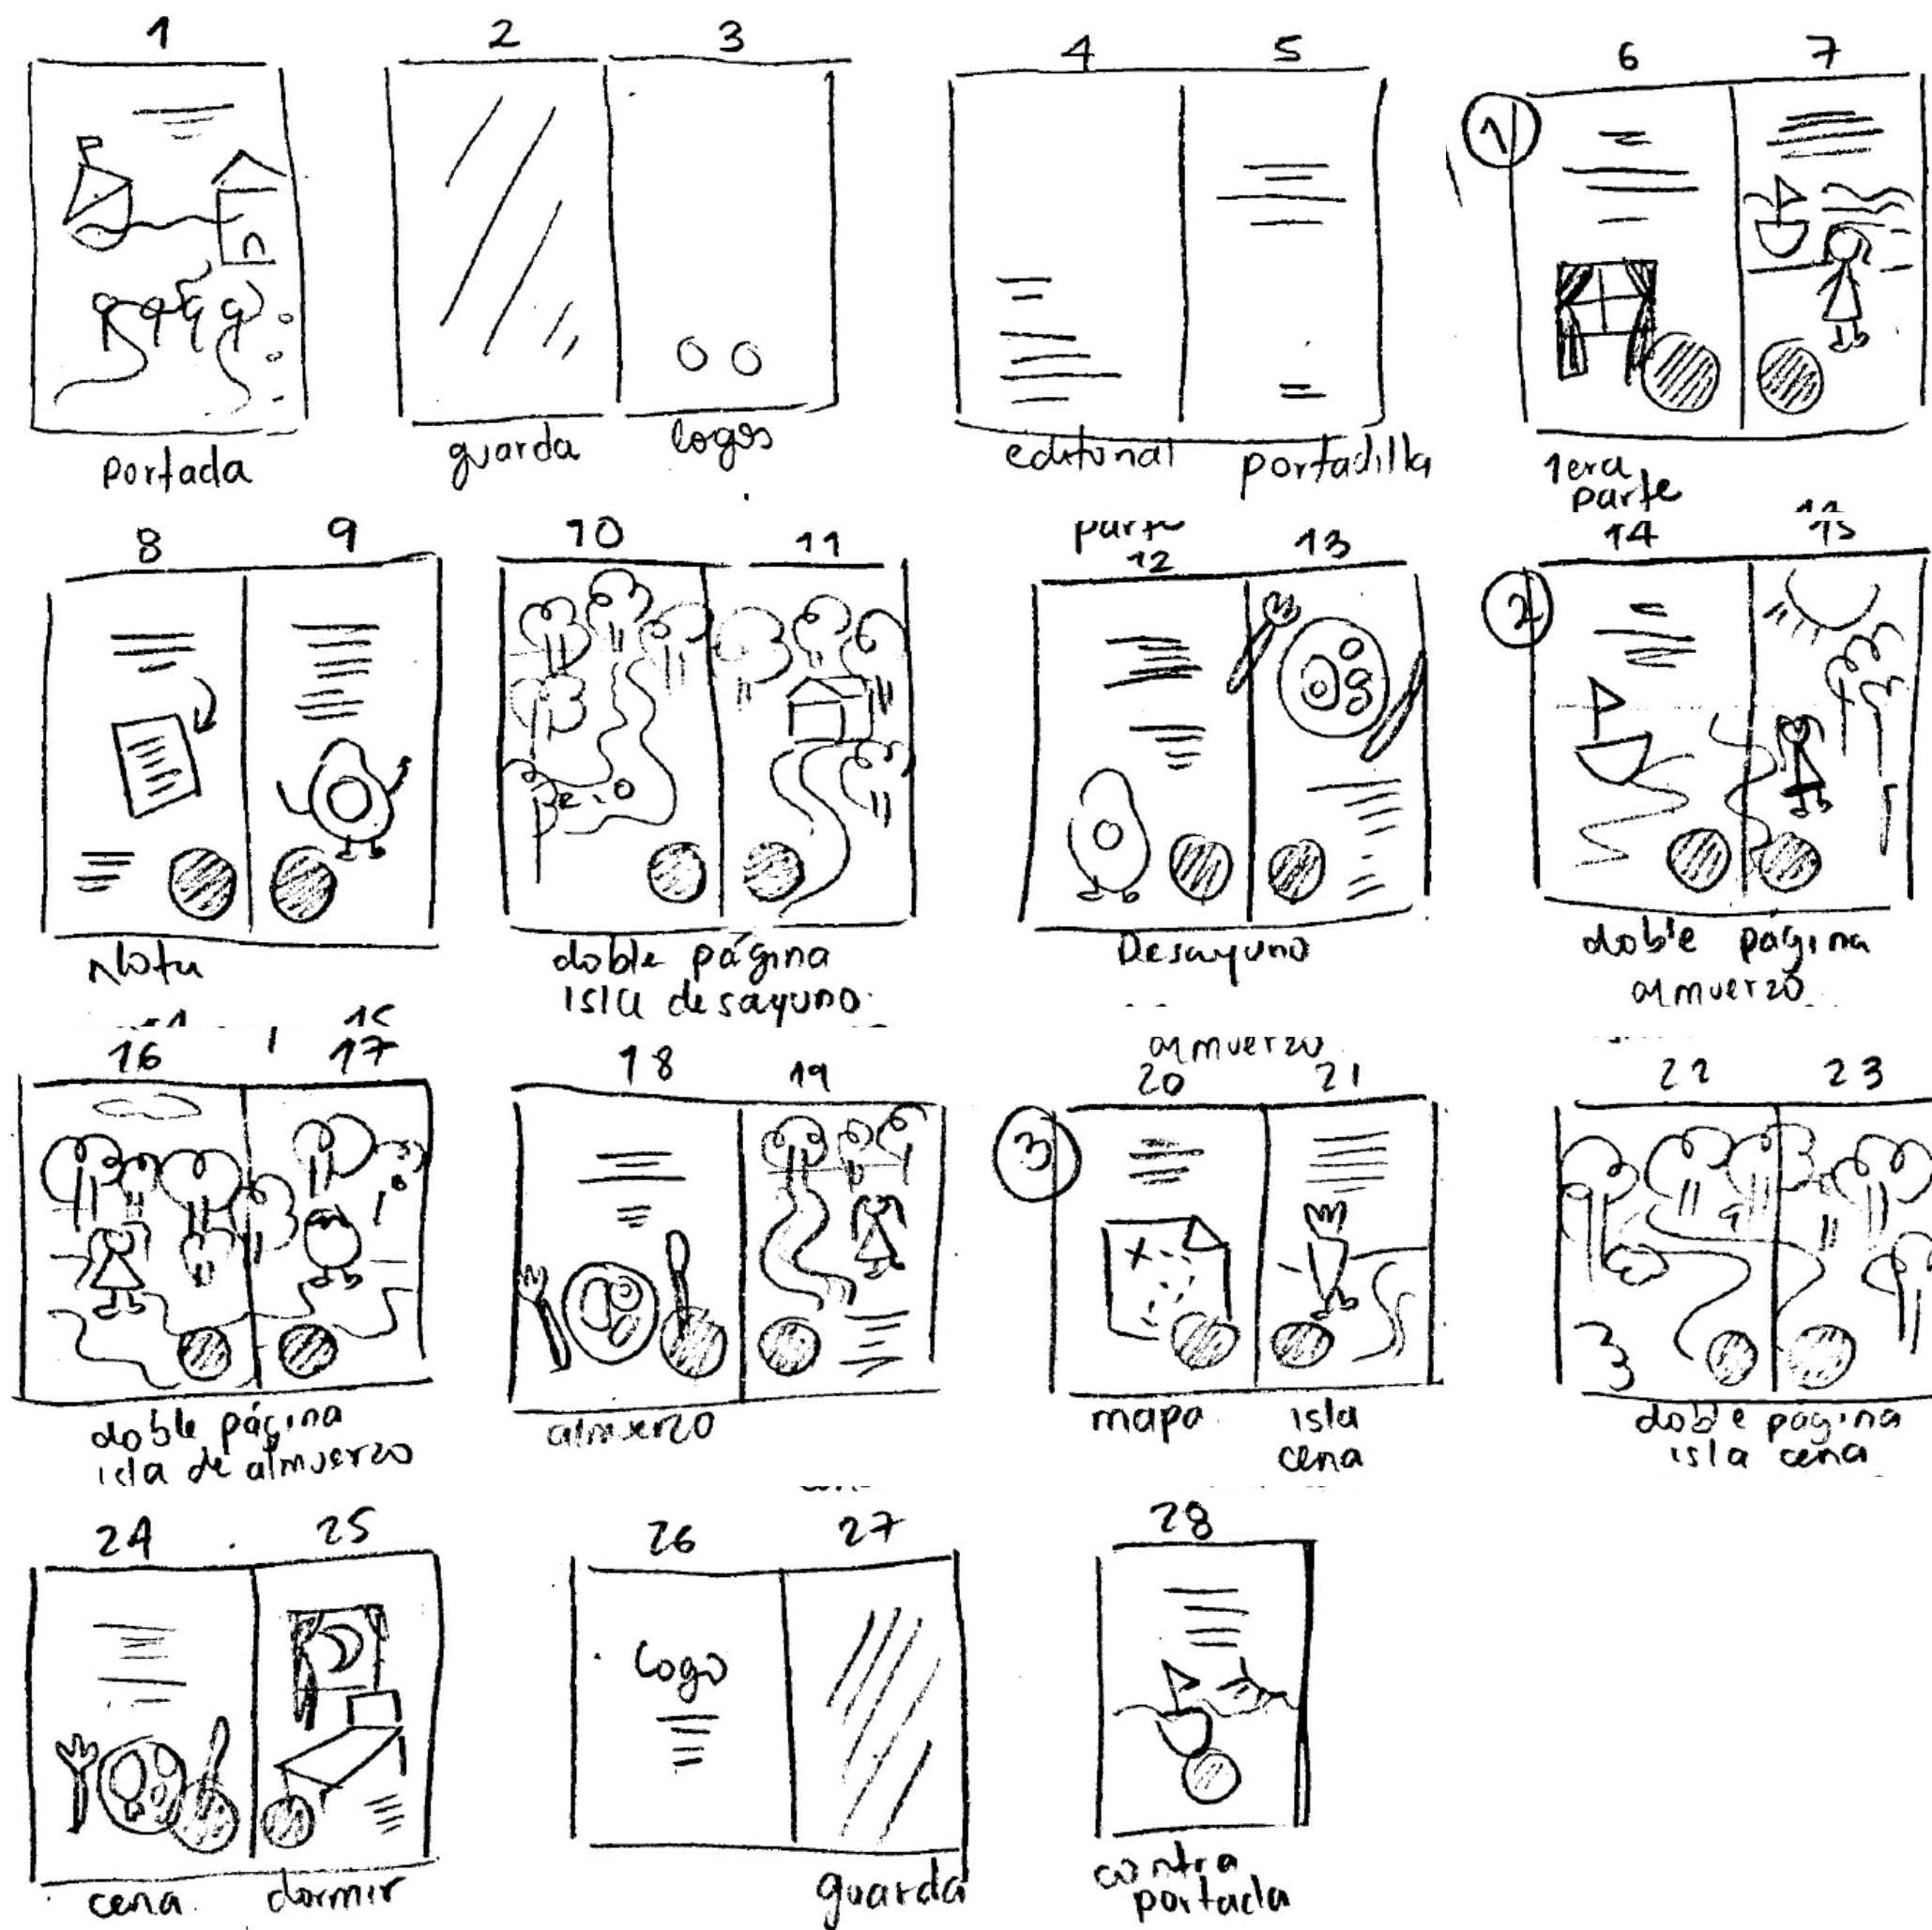 1
2 3
4 5
6 7
1
portada
guarda
logos
editorial
portadilla
1era
parte
8 9
10 11
parte
12 13
14 15
2
Nota
doble página
isla desayuno
Desayuno
doble página
almuerzo
16 17
18 19
almuerzo
20 21
22 23
3
doble página
isla de almuerzo
almuerzo
mapa
isla
cena
doble página
isla cena
24 25
26 27
28
Logo
cena
dormir
guarda
contra
portada